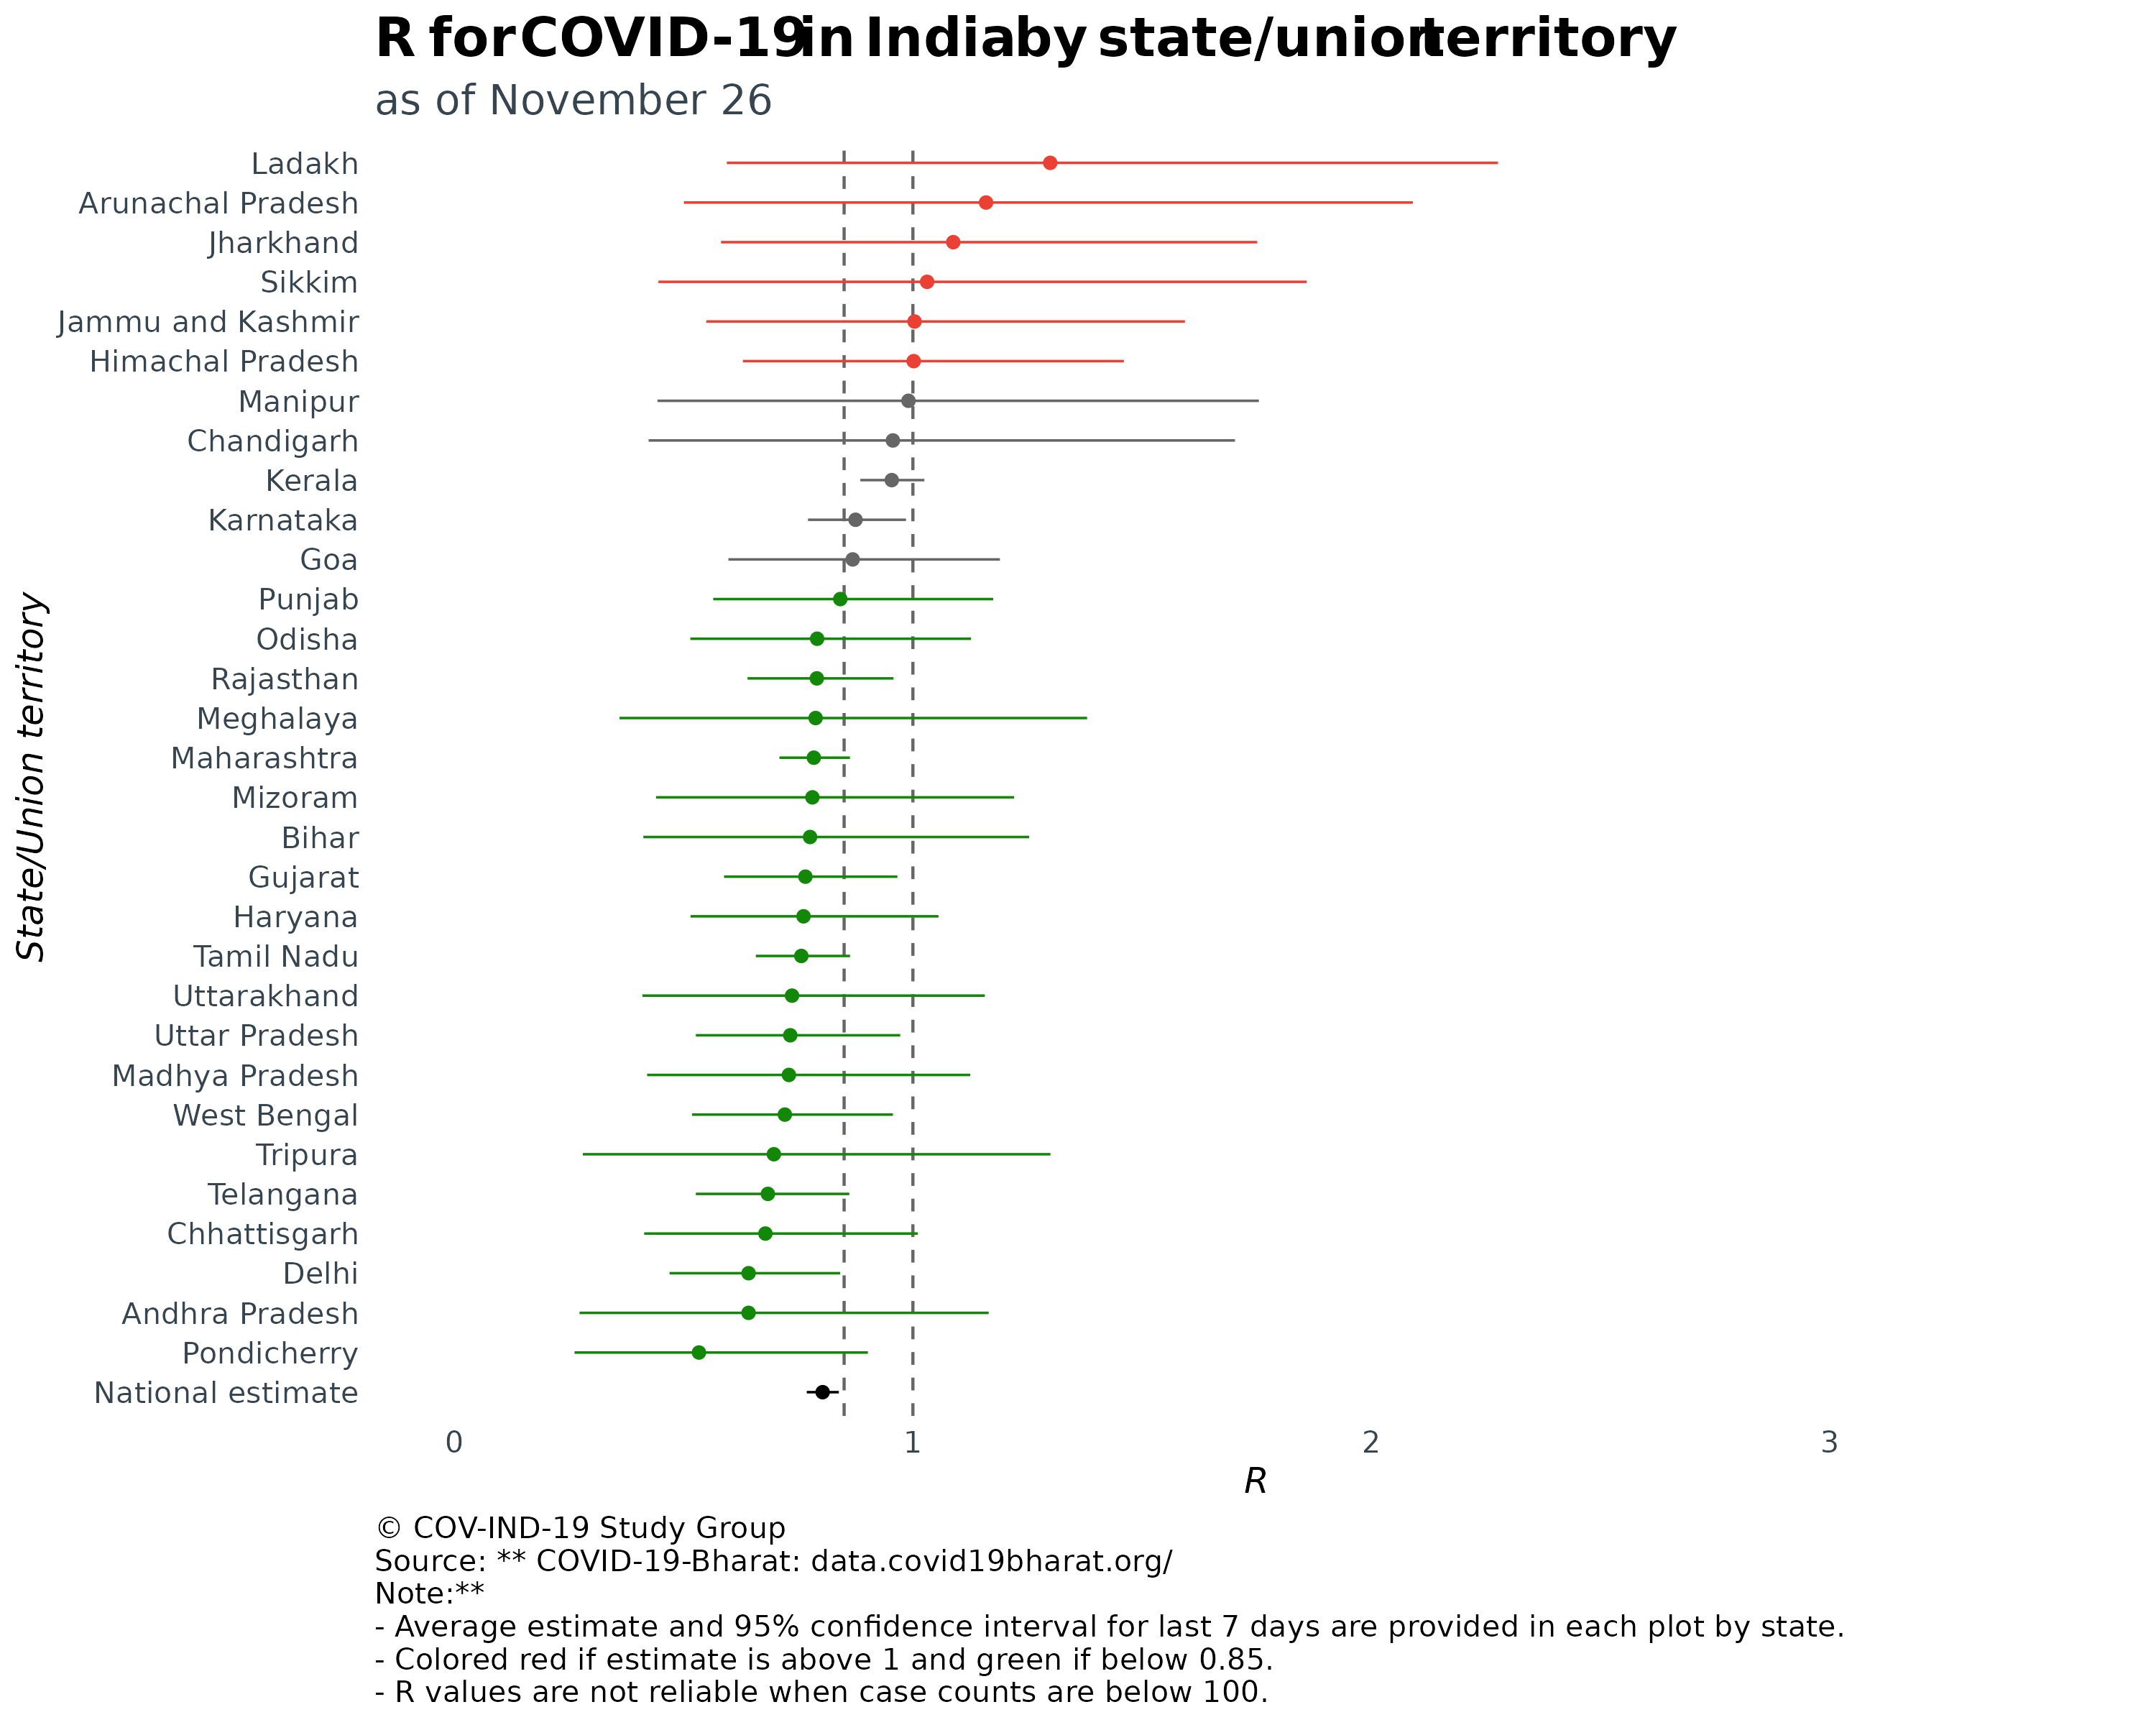 R for COVID-19 in India by state/union territory
as of November 26
State/Union territory
Ladakh
Arunachal Pradesh
Jharkhand
Sikkim
Jammu and Kashmir
Himachal Pradesh
Manipur
Chandigarh
Kerala
Karnataka
Goa
Punjab
Odisha
Rajasthan
Meghalaya
Maharashtra
Mizoram
Bihar
Gujarat
Haryana
Tamil Nadu
Uttarakhand
Uttar Pradesh
Madhya Pradesh
West Bengal
Tripura
Telangana
Chhattisgarh
Delhi
Andhra Pradesh
Pondicherry
National estimate
0 1 2 3
R
© COV-IND-19 Study Group
Source: ** COVID-19-Bharat: data.covid19bharat.org/
Note:**
- Average estimate and 95% confidence interval for last 7 days are provided in each plot by state.
- Colored red if estimate is above 1 and green if below 0.85.
- R values are not reliable when case counts are below 100.